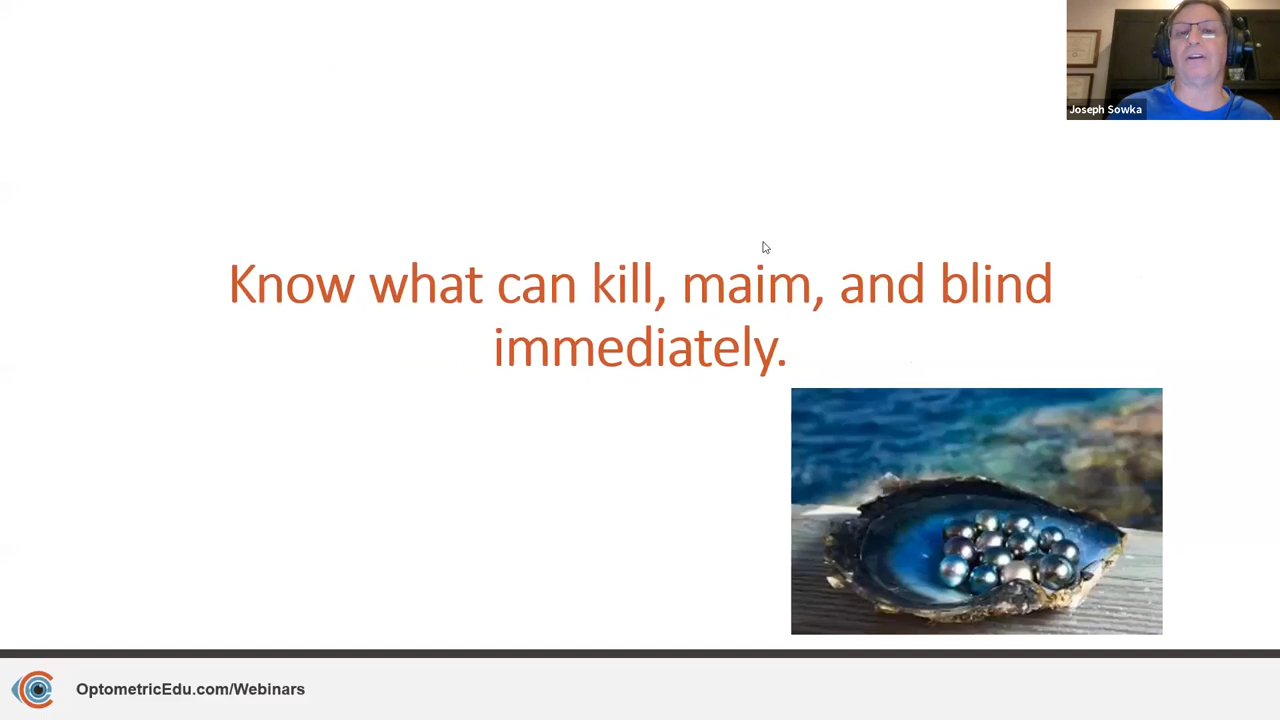 Joseph Sowka
Know what can kill, maim, and blind
immediately.
OptometricEdu.com/Webinars